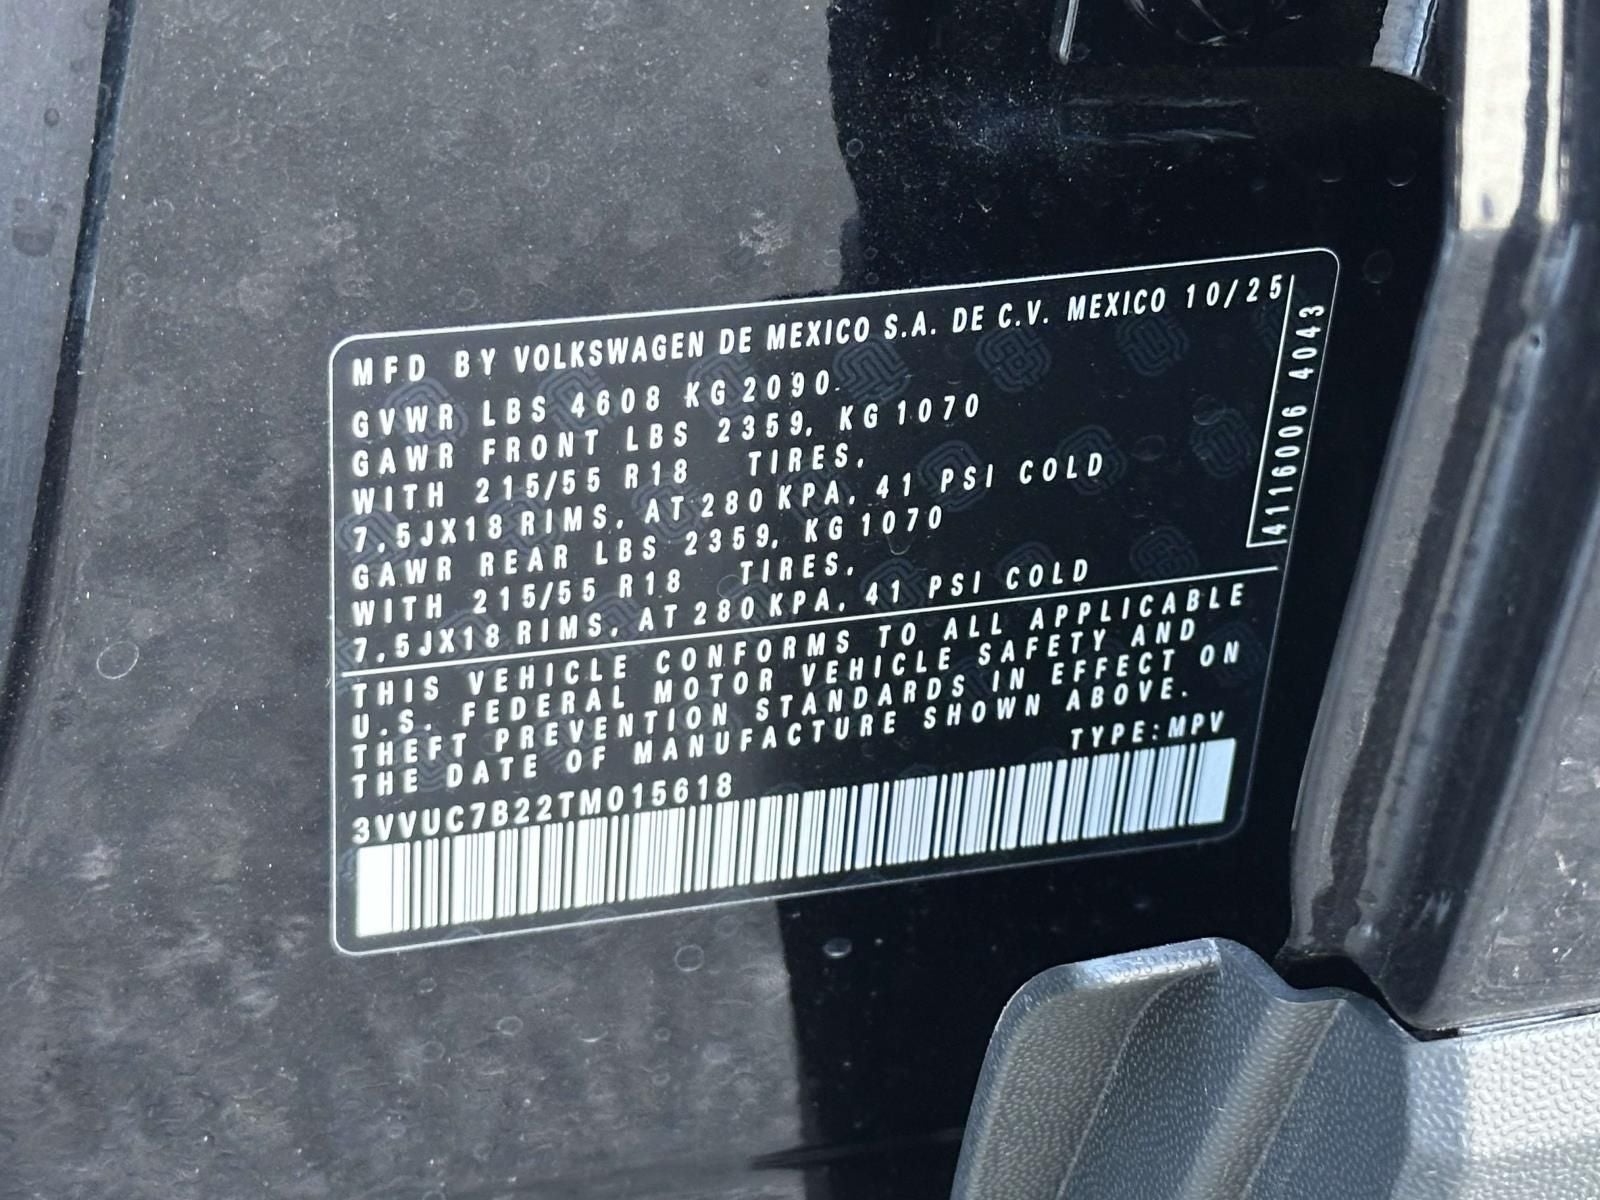 MFD BY VOLKSWAGEN DE MEXICO S.A. DE C.V. MEXICO 10/25
GVWR LBS 4608 KG 2090
GAWR FRONT LBS 2359, KG 1070
WITH 215/55 R18 TIRES,
7,5JX18 RIMS, AT 280 KPA, 41 PSI COLD
GAWR REAR LBS 2359, KG 1070
WITH 215/55 R18 TIRES,
7,5JX18 RIMS, AT 280 KPA, 41 PSI COLD
THIS VEHICLE CONFORMS TO ALL APPLICABLE
U.S. FEDERAL MOTOR VEHICLE SAFETY AND
THEFT PREVENTION STANDARDS IN EFFECT ON
THE DATE OF MANUFACTURE SHOWN ABOVE.
TYPE:MPV
3VVUC7B22TM015618
4116006 4043